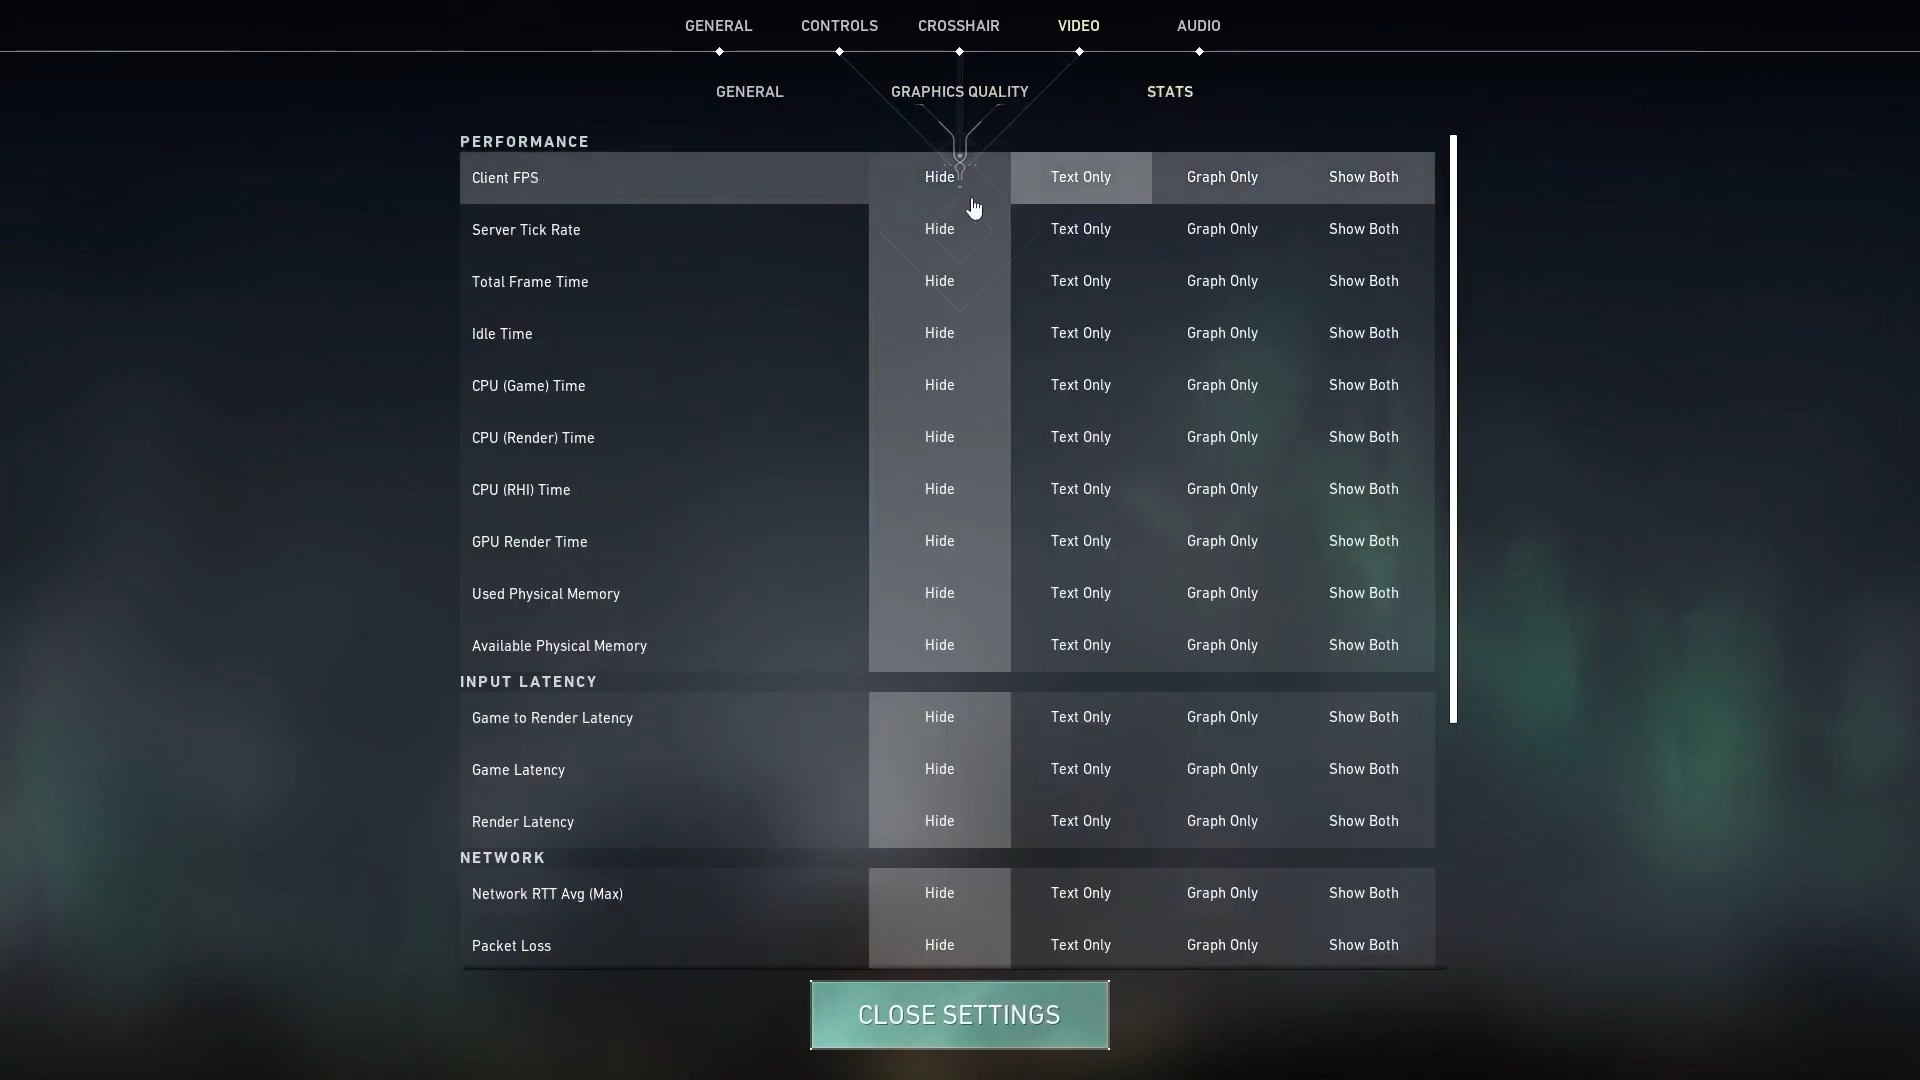 GENERAL CONTROLS CROSSHAIR VIDEO AUDIO
GENERAL GRAPHICS QUALITY STATS
PERFORMANCE
Client FPS Hide Text Only Graph Only Show Both
Server Tick Rate Hide Text Only Graph Only Show Both
Total Frame Time Hide Text Only Graph Only Show Both
Idle Time Hide Text Only Graph Only Show Both
CPU (Game) Time Hide Text Only Graph Only Show Both
CPU (Render) Time Hide Text Only Graph Only Show Both
CPU (RHI) Time Hide Text Only Graph Only Show Both
GPU Render Time Hide Text Only Graph Only Show Both
Used Physical Memory Hide Text Only Graph Only Show Both
Available Physical Memory Hide Text Only Graph Only Show Both
INPUT LATENCY
Game to Render Latency Hide Text Only Graph Only Show Both
Game Latency Hide Text Only Graph Only Show Both
Render Latency Hide Text Only Graph Only Show Both
NETWORK
Network RTT Avg (Max) Hide Text Only Graph Only Show Both
Packet Loss Hide Text Only Graph Only Show Both
CLOSE SETTINGS